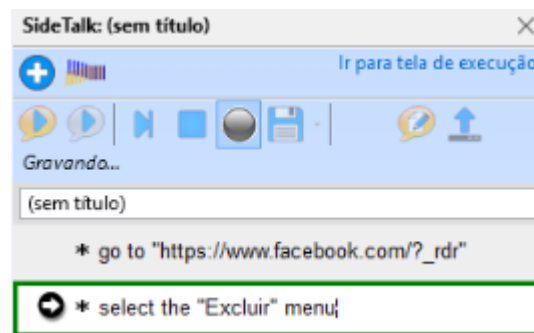 SideTalk: (sem título)
Ir para tela de execução
Gravando...
(sem título)
* go to "https://www.facebook.com/?_rdr"
* select the "Excluir" menu